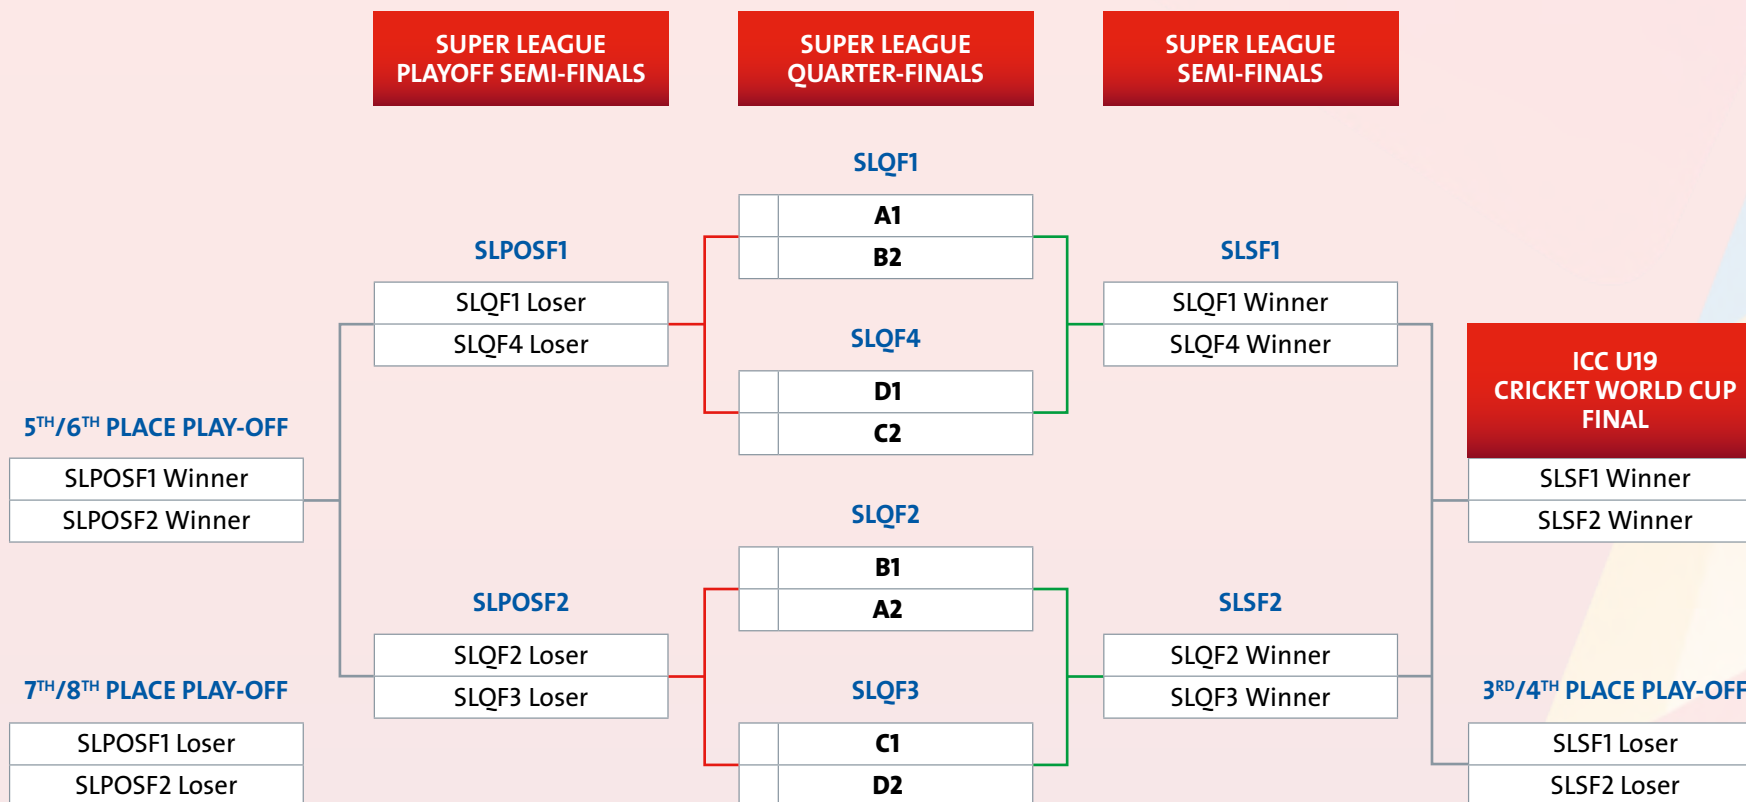 SUPER LEAGUE
PLAYOFF SEMI-FINALS
SUPER LEAGUE
QUARTER-FINALS
SUPER LEAGUE
SEMI-FINALS
SLQF1
A1
B2
SLPOSF1
SLQF1 Loser
SLQF4 Loser
SLSF1
SLQF1 Winner
SLQF4 Winner
SLQF4
D1
C2
ICC U19
CRICKET WORLD CUP
FINAL
SLSF1 Winner
SLSF2 Winner
5TH/6TH PLACE PLAY-OFF
SLPOSF1 Winner
SLPOSF2 Winner
SLQF2
B1
A2
SLPOSF2
SLQF2 Loser
SLQF3 Loser
SLSF2
SLQF2 Winner
SLQF3 Winner
7TH/8TH PLACE PLAY-OFF
SLPOSF1 Loser
SLPOSF2 Loser
SLQF3
C1
D2
3RD/4TH PLACE PLAY-OFF
SLSF1 Loser
SLSF2 Loser